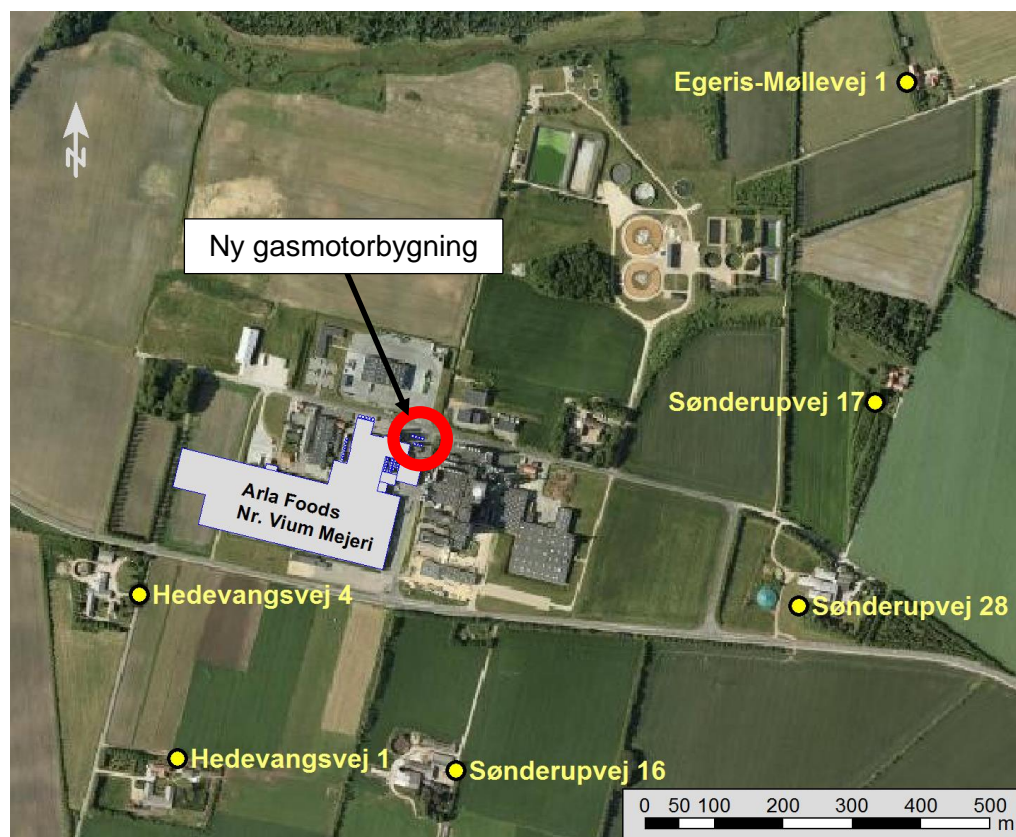 Egeris-Møllevej 1
N
Ny gasmotorbygning
Sønderupvej 17
Arla Foods
Nr. Vium Mejeri
Hedevangsvej 4
Sønderupvej 28
Hedevangsvej 1
Sønderupvej 16
0 50 100 200 300 400 500
m